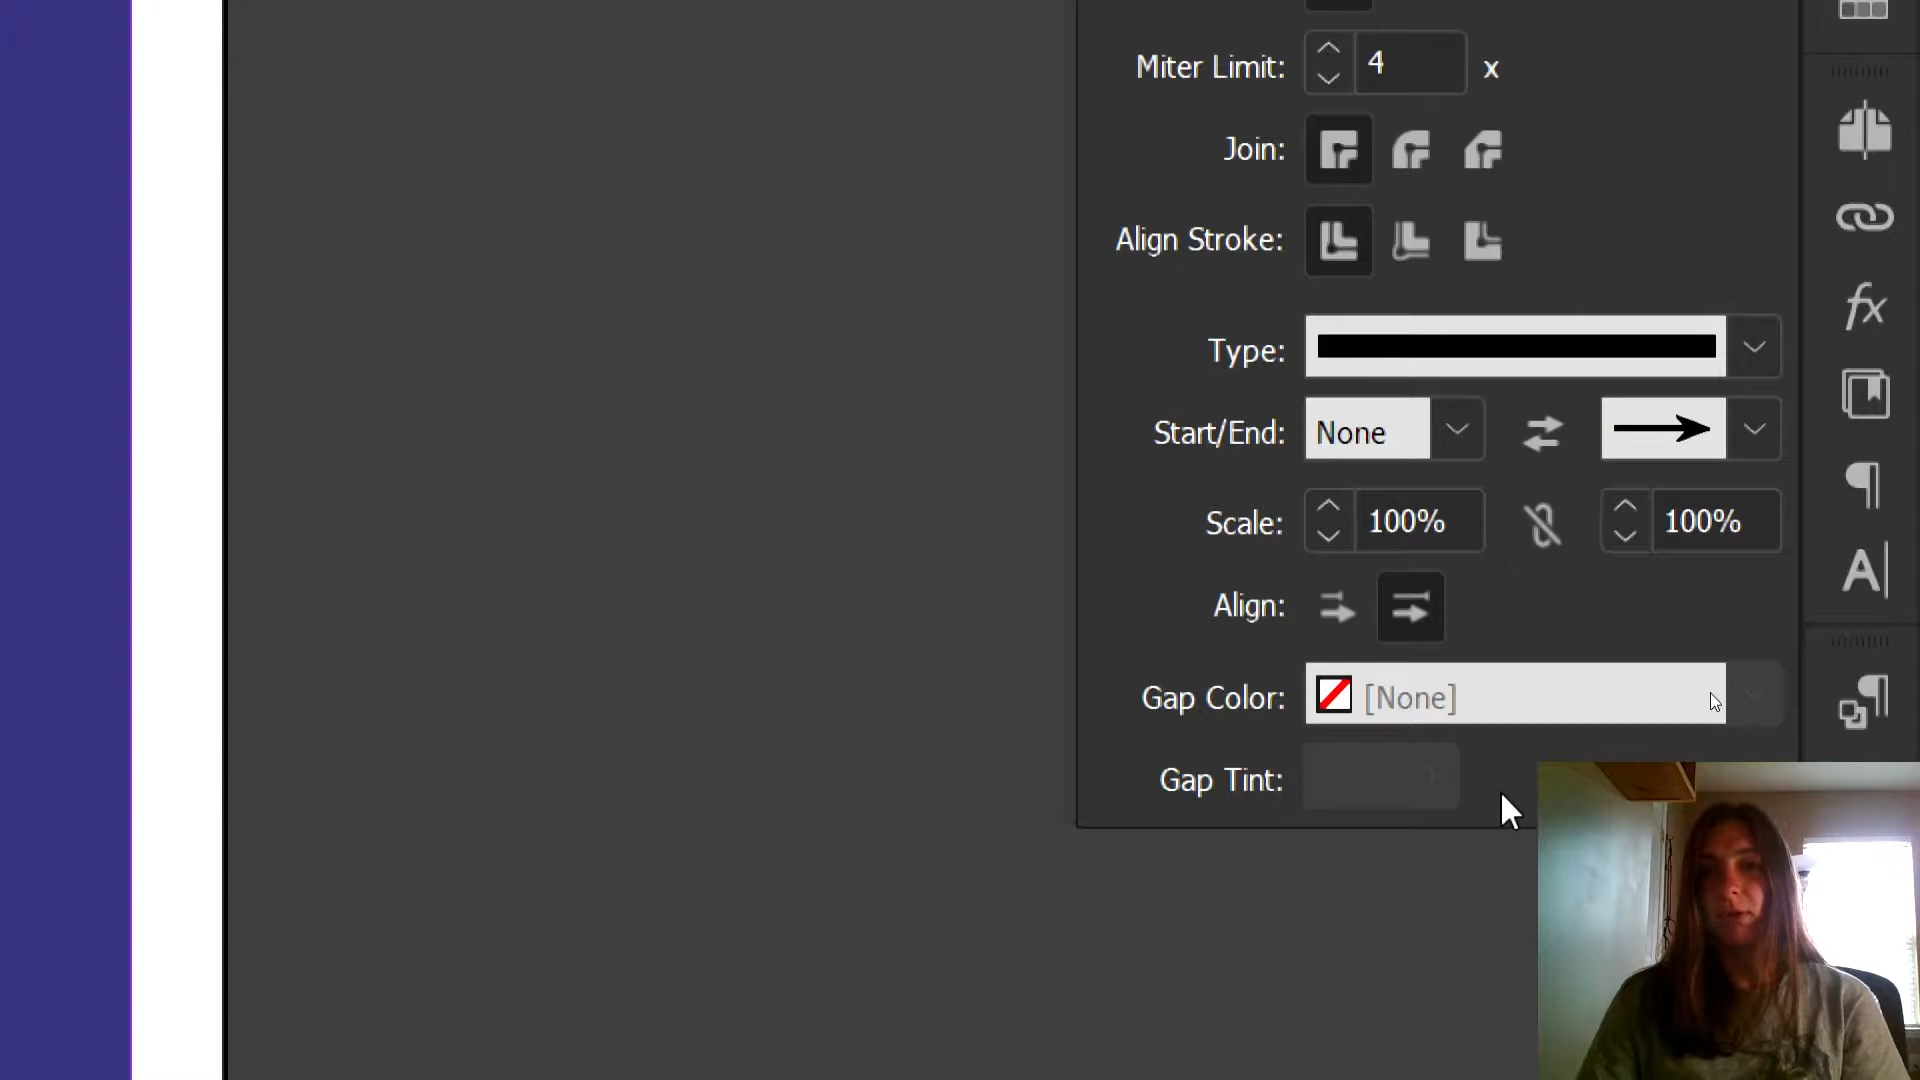 Miter Limit: 4 x
Join:
Align Stroke:
Type:
Start/End: None
Scale: 100% 100%
Align:
Gap Color: [None]
Gap Tint: